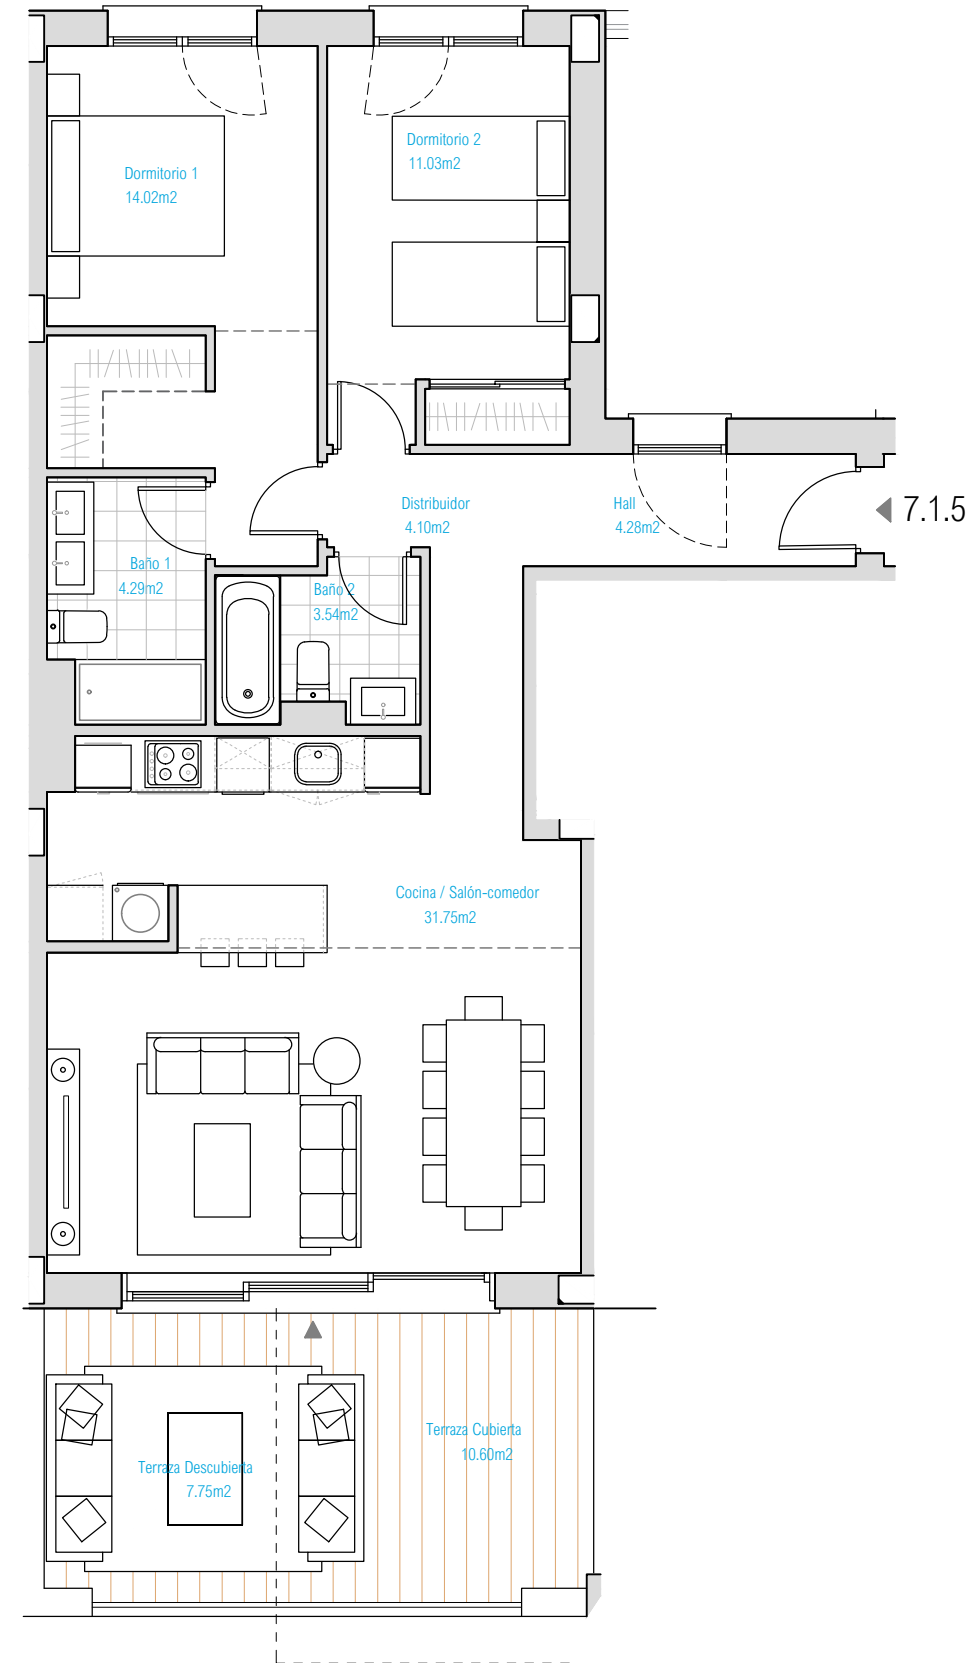 Dormitorio 1
14.02m2
Dormitorio 2
11.03m2
Distribuidor
4.10m2
Hall
4.28m2
7.1.5
Baño 1
4.29m2
Baño 2
3.54m2
Cocina / Salón-comedor
31.75m2
Terraza Cubierta
10.60m2
Terraza Descubierta
7.75m2